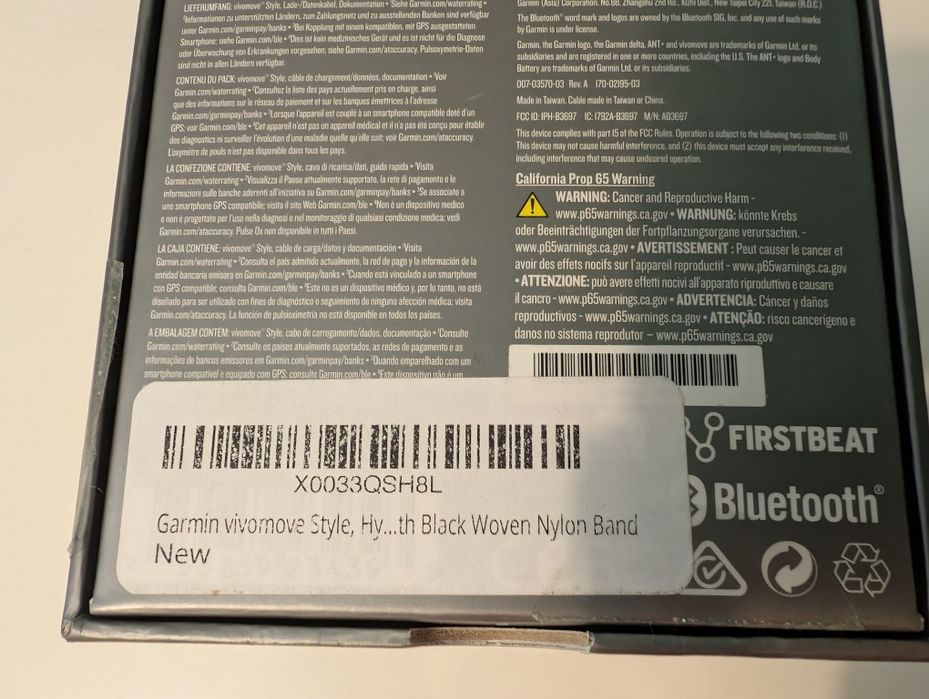 LIEFERUMFANG: vivomove® Style, Lade-/Datenkabel, Dokumentation • ¹Siehe Garmin.com/waterrating •
²Informationen zu unterstützten Ländern, zum Zahlungsnetz und zu ausstellenden Banken sind verfügbar
unter Garmin.com/garminpay/banks • ³Bei Kopplung mit einem kompatiblen, mit GPS ausgestatteten
Smartphone; siehe Garmin.com/ble • ⁴Dies ist kein medizinisches Gerät und es ist nicht für die Diagnose
oder Überwachung von Erkrankungen vorgesehen; siehe Garmin.com/ataccuracy. Pulsoxymetrie-Daten
sind nicht in allen Ländern verfügbar.
CONTENU DU PACK: vivomove® Style, câble de chargement/données, documentation • ¹Voir
Garmin.com/waterrating • ²Consultez la liste des pays actuellement pris en charge, ainsi
que des informations sur le réseau de paiement et sur les banques émettrices à l'adresse
Garmin.com/garminpay/banks • ³Lorsque l'appareil est couplé à un smartphone compatible doté d'un
GPS; voir Garmin.com/ble • ⁴Cet appareil n'est pas un appareil médical et il n'a pas été conçu pour établir
des diagnostics ni surveiller l'évolution d'une maladie quelle qu'elle soit; voir Garmin.com/ataccuracy.
L'oxymètre de pouls n'est pas disponible dans tous les pays.
LA CONFEZIONE CONTIENE: vivomove® Style, cavo di ricarica/dati, guida rapida • ¹Visita
Garmin.com/waterrating • ²Visualizza il Paese attualmente supportato, la rete di pagamento e le
informazioni sulle banche aderenti all'iniziativa su Garmin.com/garminpay/banks • ³Se associato a
uno smartphone GPS compatibile; visita il sito Web Garmin.com/ble • ⁴Non è un dispositivo medico
e non è progettato per l'uso nella diagnosi o nel monitoraggio di qualsiasi condizione medica; vedi
Garmin.com/ataccuracy. Pulse Ox non disponibile in tutti i Paesi.
LA CAJA CONTIENE: vivomove® Style, cable de carga/datos y documentación • ¹Visita
Garmin.com/waterrating • ²Consulta el país admitido actualmente, la red de pago y la información de la
entidad bancaria emisora en Garmin.com/garminpay/banks • ³Cuando está vinculado a un smartphone
con GPS compatible; consulta Garmin.com/ble • ⁴Este no es un dispositivo médico y, por lo tanto, no está
diseñado para ser utilizado con fines de diagnóstico o seguimiento de ninguna afección médica; visita
Garmin.com/ataccuracy. La función de pulsioximetría no está disponible en todos los países.
A EMBALAGEM CONTÉM: vivomove® Style, cabo de carregamento/dados, documentação • ¹Consulte
Garmin.com/waterrating • ²Consulte os países atualmente suportados, as redes de pagamento e as
informações de bancos emissores em Garmin.com/garminpay/banks • ³Quando emparelhado com um
smartphone compatível e equipado com GPS; consulte Garmin.com/ble • ⁴Este dispositivo não é um
Garmin (Asia) Corporation, No.68, Zhangshu 2nd Rd., Xizhi Dist., New Taipei City 221, Taiwan (R.O.C.)
The Bluetooth® word mark and logos are owned by the Bluetooth SIG, Inc. and any use of such marks
by Garmin is under license.
Garmin, the Garmin logo, the Garmin delta, ANT+ and vivomove are trademarks of Garmin Ltd. or its
subsidiaries and are registered in one or more countries, including the U.S. The ANT+ logo and Body
Battery are trademarks of Garmin Ltd. or its subsidiaries.
007-03570-03 Rev. A I70-02195-03
Made in Taiwan. Cable made in Taiwan or China.
FCC ID: IPH-B3697 IC: 1792A-B3697 M/N: AB3697
This device complies with part 15 of the FCC Rules. Operation is subject to the following two conditions: (1)
This device may not cause harmful interference, and (2) this device must accept any interference received,
including interference that may cause undesired operation.
California Prop 65 Warning
WARNING: Cancer and Reproductive Harm -
www.p65warnings.ca.gov • WARNUNG: könnte Krebs
oder Beeinträchtigungen der Fortpflanzungsorgane verursachen. -
www.p65warnings.ca.gov • AVERTISSEMENT : Peut causer le cancer et
avoir des effets nocifs sur l'appareil reproductif - www.p65warnings.ca.gov
• ATTENZIONE: può avere effetti nocivi all'apparato riproduttivo e causare
il cancro - www.p65warnings.ca.gov • ADVERTENCIA: Cáncer y daños
reproductivos - www.p65warnings.ca.gov • ATENÇÃO: risco cancerígeno e
danos no sistema reprodutor – www.p65warnings.ca.gov
FIRSTBEAT
Bluetooth®
X0033QSH8L
Garmin vivomove Style, Hy...th Black Woven Nylon Band
New